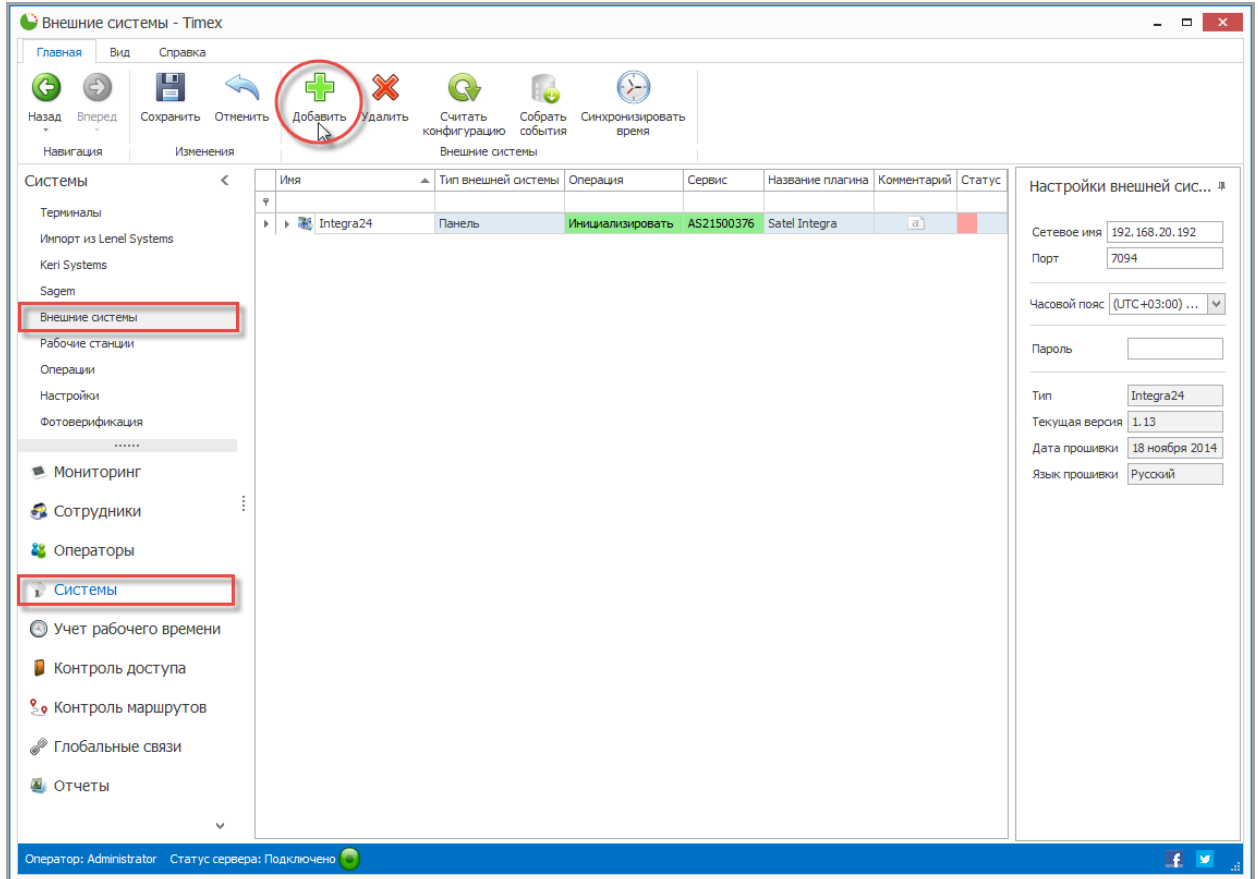 Внешние системы - Timex
Главная Вид Справка
Назад Вперед Сохранить Отменить Добавить Удалить Считать конфигурацию Собрать события Синхронизировать время
Навигация Изменения Внешние системы
Системы
Терминалы
Импорт из Lenel Systems
Keri Systems
Sagem
Внешние системы
Рабочие станции
Операции
Настройки
Фотоверификация
Мониторинг
Сотрудники
Операторы
Системы
Учет рабочего времени
Контроль доступа
Контроль маршрутов
Глобальные связи
Отчеты
Имя Тип внешней системы Операция Сервис Название плагина Комментарий Статус
Integra24 Панель Инициализировать AS21500376 Satel Integra a
Настройки внешней сис...
Сетевое имя 192.168.20.192
Порт 7094
Часовой пояс (UTC+03:00) ...
Пароль
Тип Integra24
Текущая версия 1.13
Дата прошивки 18 ноября 2014
Язык прошивки Русский
Оператор: Administrator Статус сервера: Подключено